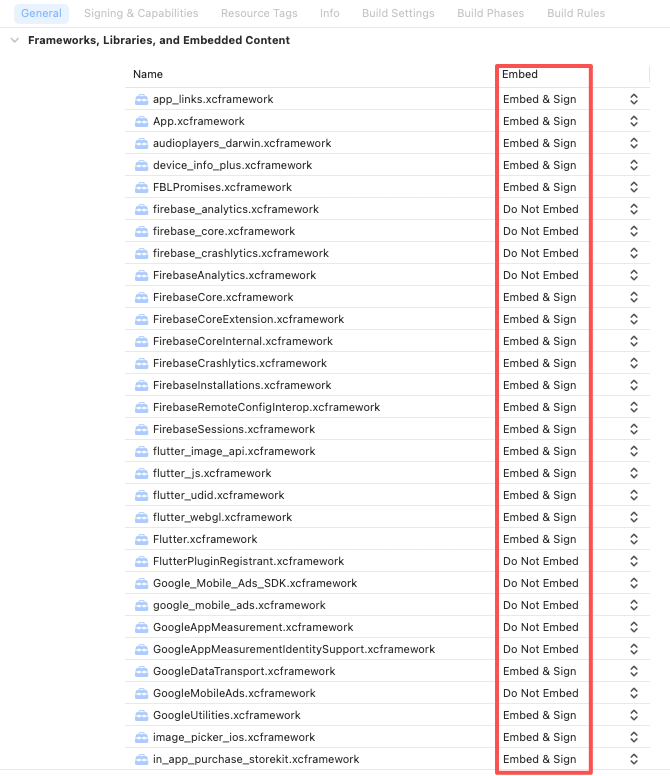 General Signing & Capabilities Resource Tags Info Build Settings Build Phases Build Rules
Frameworks, Libraries, and Embedded Content
Name Embed
app_links.xcframework Embed & Sign
App.xcframework Embed & Sign
audioplayers_darwin.xcframework Embed & Sign
device_info_plus.xcframework Embed & Sign
FBLPromises.xcframework Embed & Sign
firebase_analytics.xcframework Do Not Embed
firebase_core.xcframework Do Not Embed
firebase_crashlytics.xcframework Do Not Embed
FirebaseAnalytics.xcframework Do Not Embed
FirebaseCore.xcframework Embed & Sign
FirebaseCoreExtension.xcframework Embed & Sign
FirebaseCoreInternal.xcframework Embed & Sign
FirebaseCrashlytics.xcframework Embed & Sign
FirebaseInstallations.xcframework Embed & Sign
FirebaseRemoteConfigInterop.xcframework Embed & Sign
FirebaseSessions.xcframework Embed & Sign
flutter_image_api.xcframework Embed & Sign
flutter_js.xcframework Embed & Sign
flutter_udid.xcframework Embed & Sign
flutter_webgl.xcframework Embed & Sign
Flutter.xcframework Embed & Sign
FlutterPluginRegistrant.xcframework Do Not Embed
Google_Mobile_Ads_SDK.xcframework Do Not Embed
google_mobile_ads.xcframework Do Not Embed
GoogleAppMeasurement.xcframework Do Not Embed
GoogleAppMeasurementIdentitySupport.xcframework Do Not Embed
GoogleDataTransport.xcframework Embed & Sign
GoogleMobileAds.xcframework Do Not Embed
GoogleUtilities.xcframework Embed & Sign
image_picker_ios.xcframework Embed & Sign
in_app_purchase_storekit.xcframework Embed & Sign